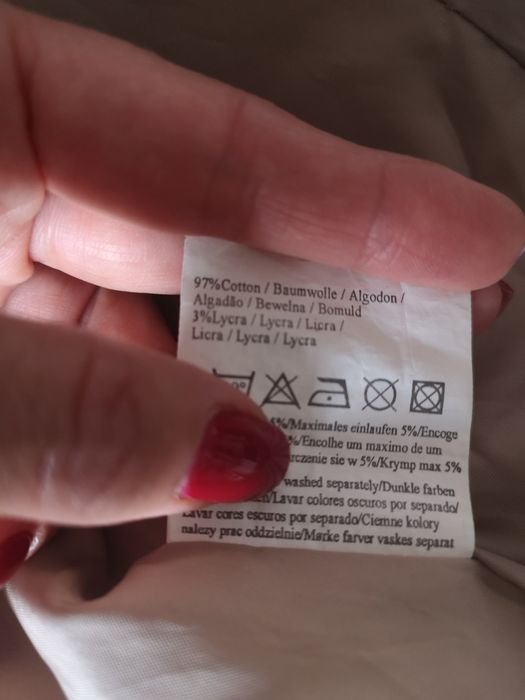 97%Cotton / Baumwolle / Algodon /
Algadão / Bewelna / Bomuld
3%Lycra / Lycra / Licra /
Licra / Lycra / Lycra
5%/Maximales einlaufen 5%/Encoge
%/Encolhe um maximo de um
sie w 5%/Krymp max 5%
washed separately/Dunkle farben
/Lavar colores oscuros por separado/
Lavar cores escuros por separado/Ciemne kolory
nalezy prac oddzielnie/Mørke farver vaskes separat